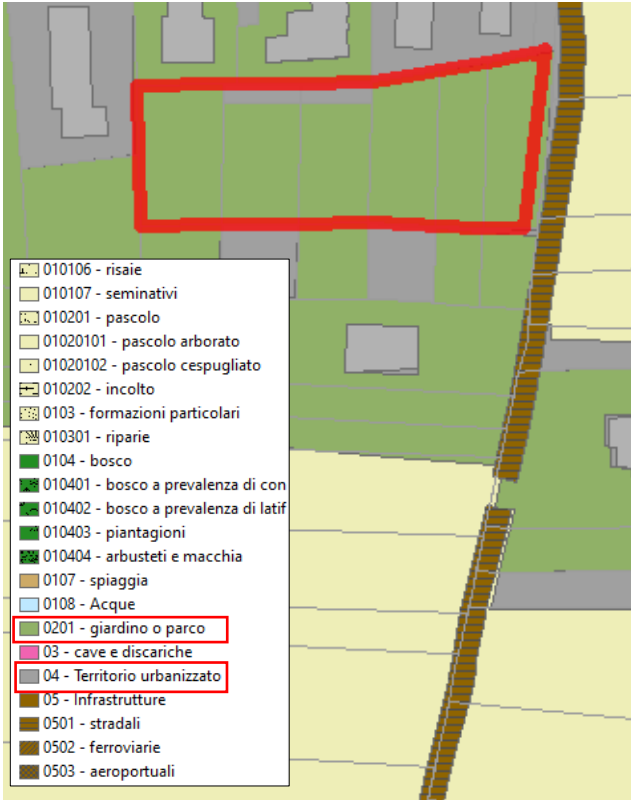 010106 - risaie
010107 - seminativi
010201 - pascolo
01020101 - pascolo arborato
01020102 - pascolo cespugliato
010202 - incolto
0103 - formazioni particolari
010301 - riparie
0104 - bosco
010401 - bosco a prevalenza di con
010402 - bosco a prevalenza di latif
010403 - piantagioni
010404 - arbusteti e macchia
0107 - spiaggia
0108 - Acque
0201 - giardino o parco
03 - cave e discariche
04 - Territorio urbanizzato
05 - Infrastrutture
0501 - stradali
0502 - ferroviarie
0503 - aeroportuali